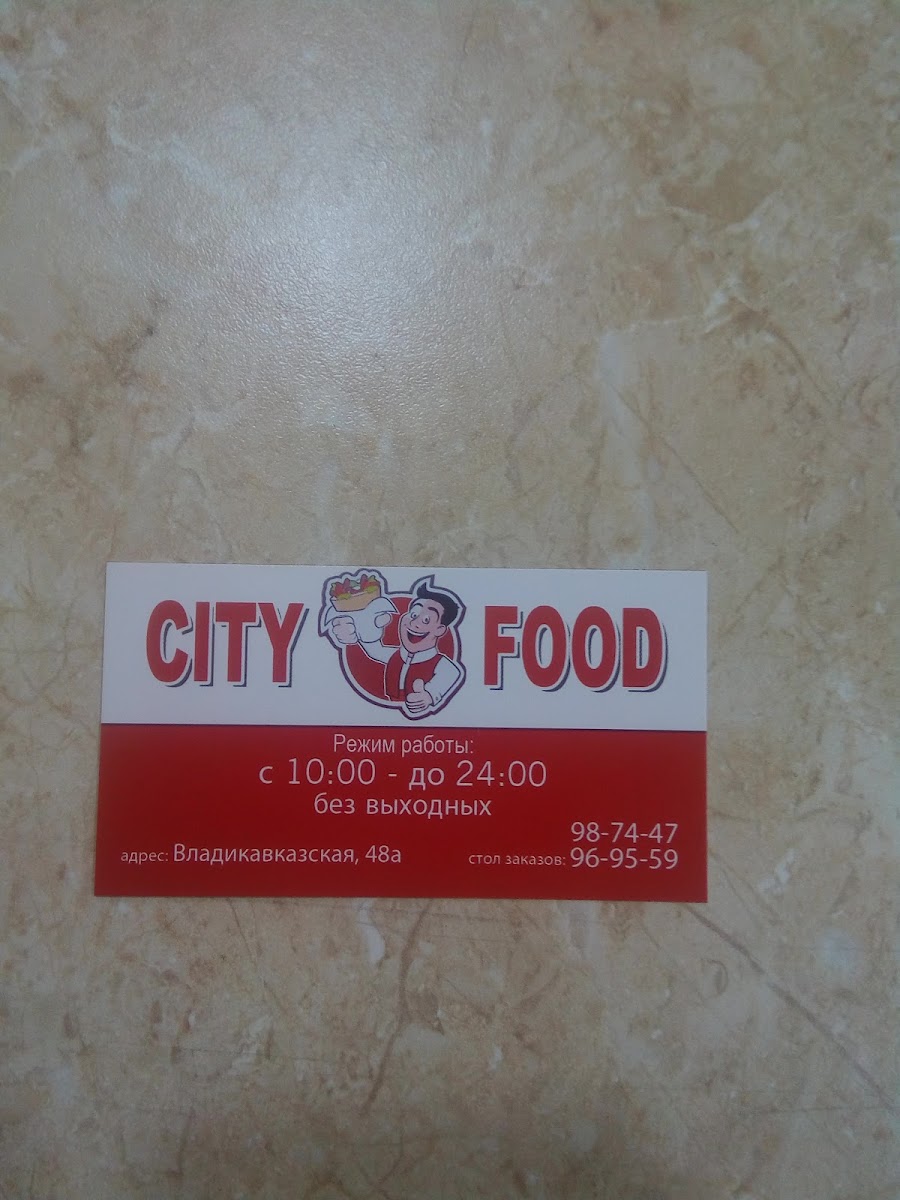 CITY FOOD
Режим работы:
с 10:00 - до 24:00
без выходных
98-74-47
адрес: Владикавказская, 48а стол заказов: 96-95-59